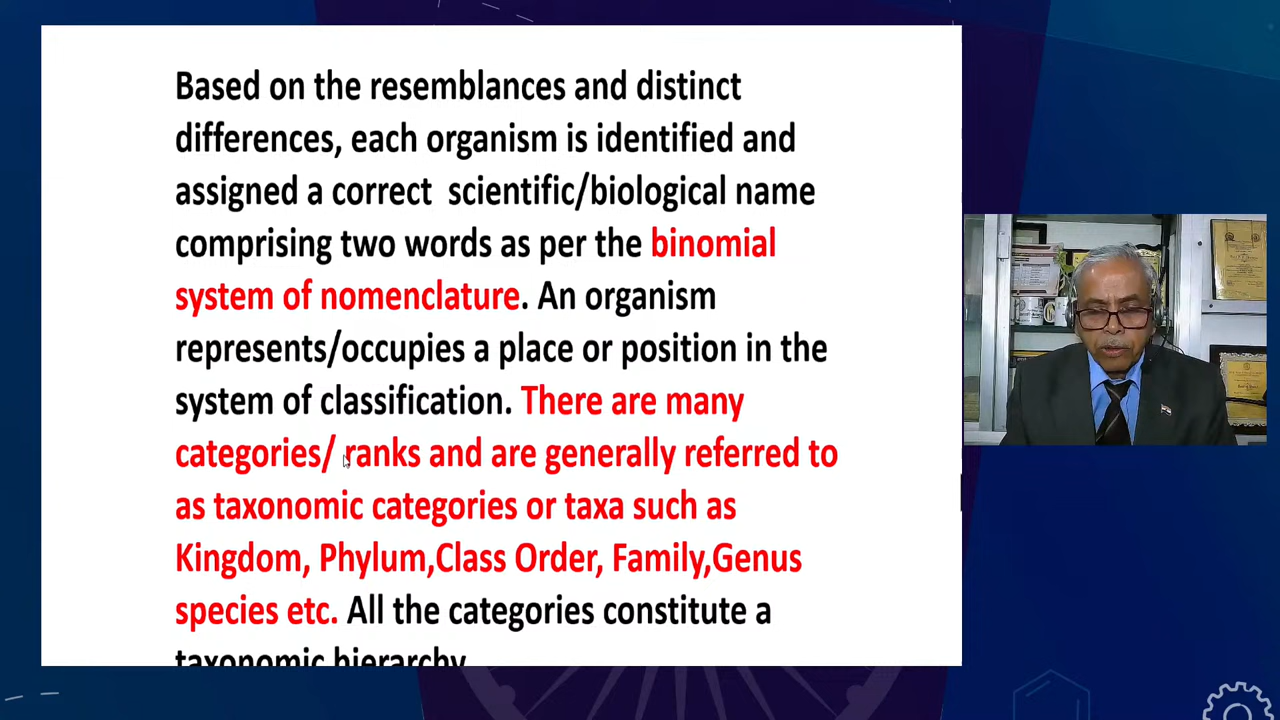 Based on the resemblances and distinct
differences, each organism is identified and
assigned a correct  scientific/biological name
comprising two words as per the binomial
system of nomenclature. An organism
represents/occupies a place or position in the
system of classification. There are many
categories/ ranks and are generally referred to
as taxonomic categories or taxa such as
Kingdom, Phylum,Class Order, Family,Genus
species etc. All the categories constitute a
taxonomic hierarchy